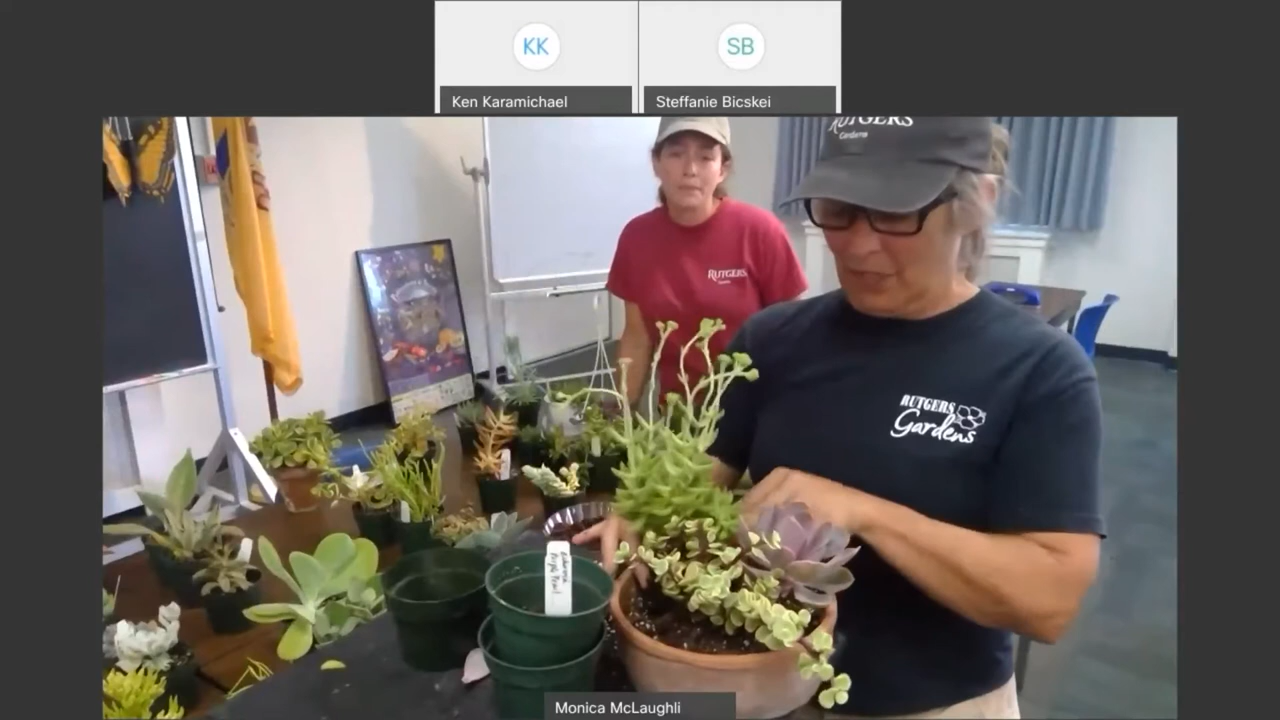 KK
SB
Ken Karamichael
Steffanie Bicskei
RUTGERS
Gardens
RUTGERS
RUTGERS
Gardens
Monica McLaughli